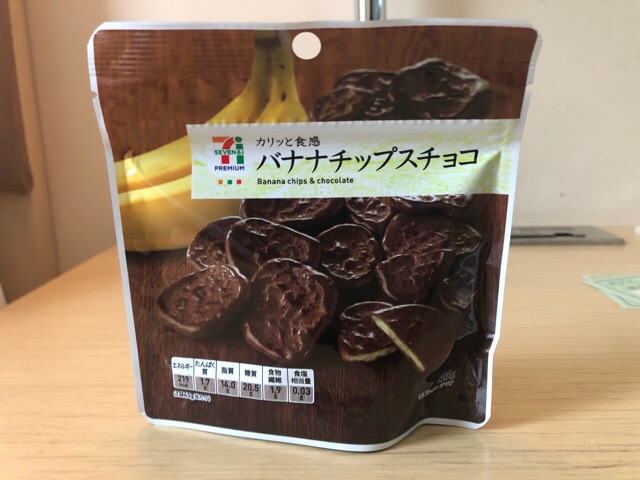 SEVEN&i
PREMIUM
カリッと食感
バナナチップスチョコ
Banana chips & chocolate
エネルギー
たんぱく質
1.7
g
脂質
14.0
g
糖質
20.5
g
食物繊維
1.9
g
食塩相当量
0.03
g